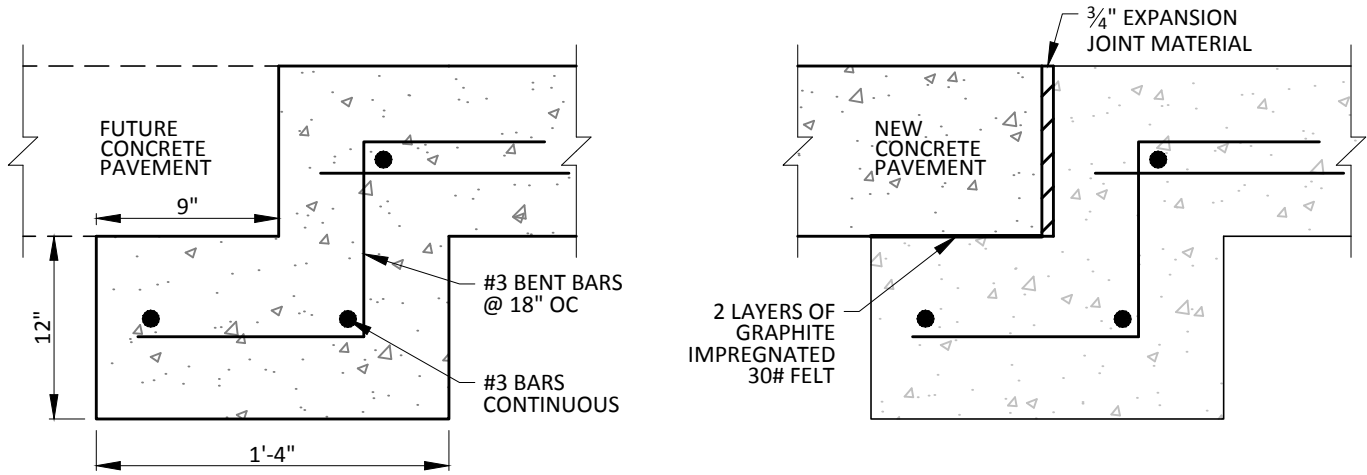 FUTURE
CONCRETE
PAVEMENT
9"
12"
1'-4"
#3 BENT BARS
@ 18" OC
#3 BARS
CONTINUOUS
¾" EXPANSION
JOINT MATERIAL
NEW
CONCRETE
PAVEMENT
2 LAYERS OF
GRAPHITE
IMPREGNATED
30# FELT